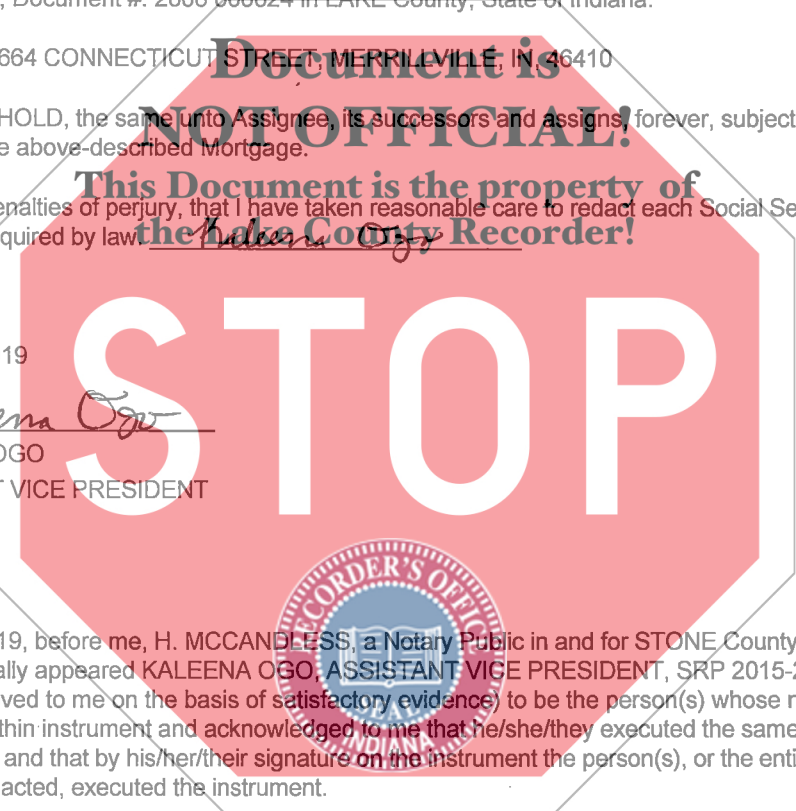 , Document #: 2006 066624 in LAKE County, State of Indiana.
664 CONNECTICUT STREET, MERRILLVILLE, IN, 46410
Document is
NOT OFFICIAL!
HOLD, the same unto Assignee, its successors and assigns, forever, subject
e above-described Mortgage.
This Document is the property of
the Lake County Recorder!
enalties of perjury, that I have taken reasonable care to redact each Social Se
quired by law. Kaleena Ogo
STOP
19
ena Ogo
OGO
T VICE PRESIDENT
RECORDER'S OFFICE
INDIANA
19, before me, H. MCCANDLESS, a Notary Public in and for STONE County
ally appeared KALEENA OGO, ASSISTANT VICE PRESIDENT, SRP 2015-2
ved to me on the basis of satisfactory evidence) to be the person(s) whose n
thin instrument and acknowledged to me that he/she/they executed the same
and that by his/her/their signature on the instrument the person(s), or the enti
acted, executed the instrument.